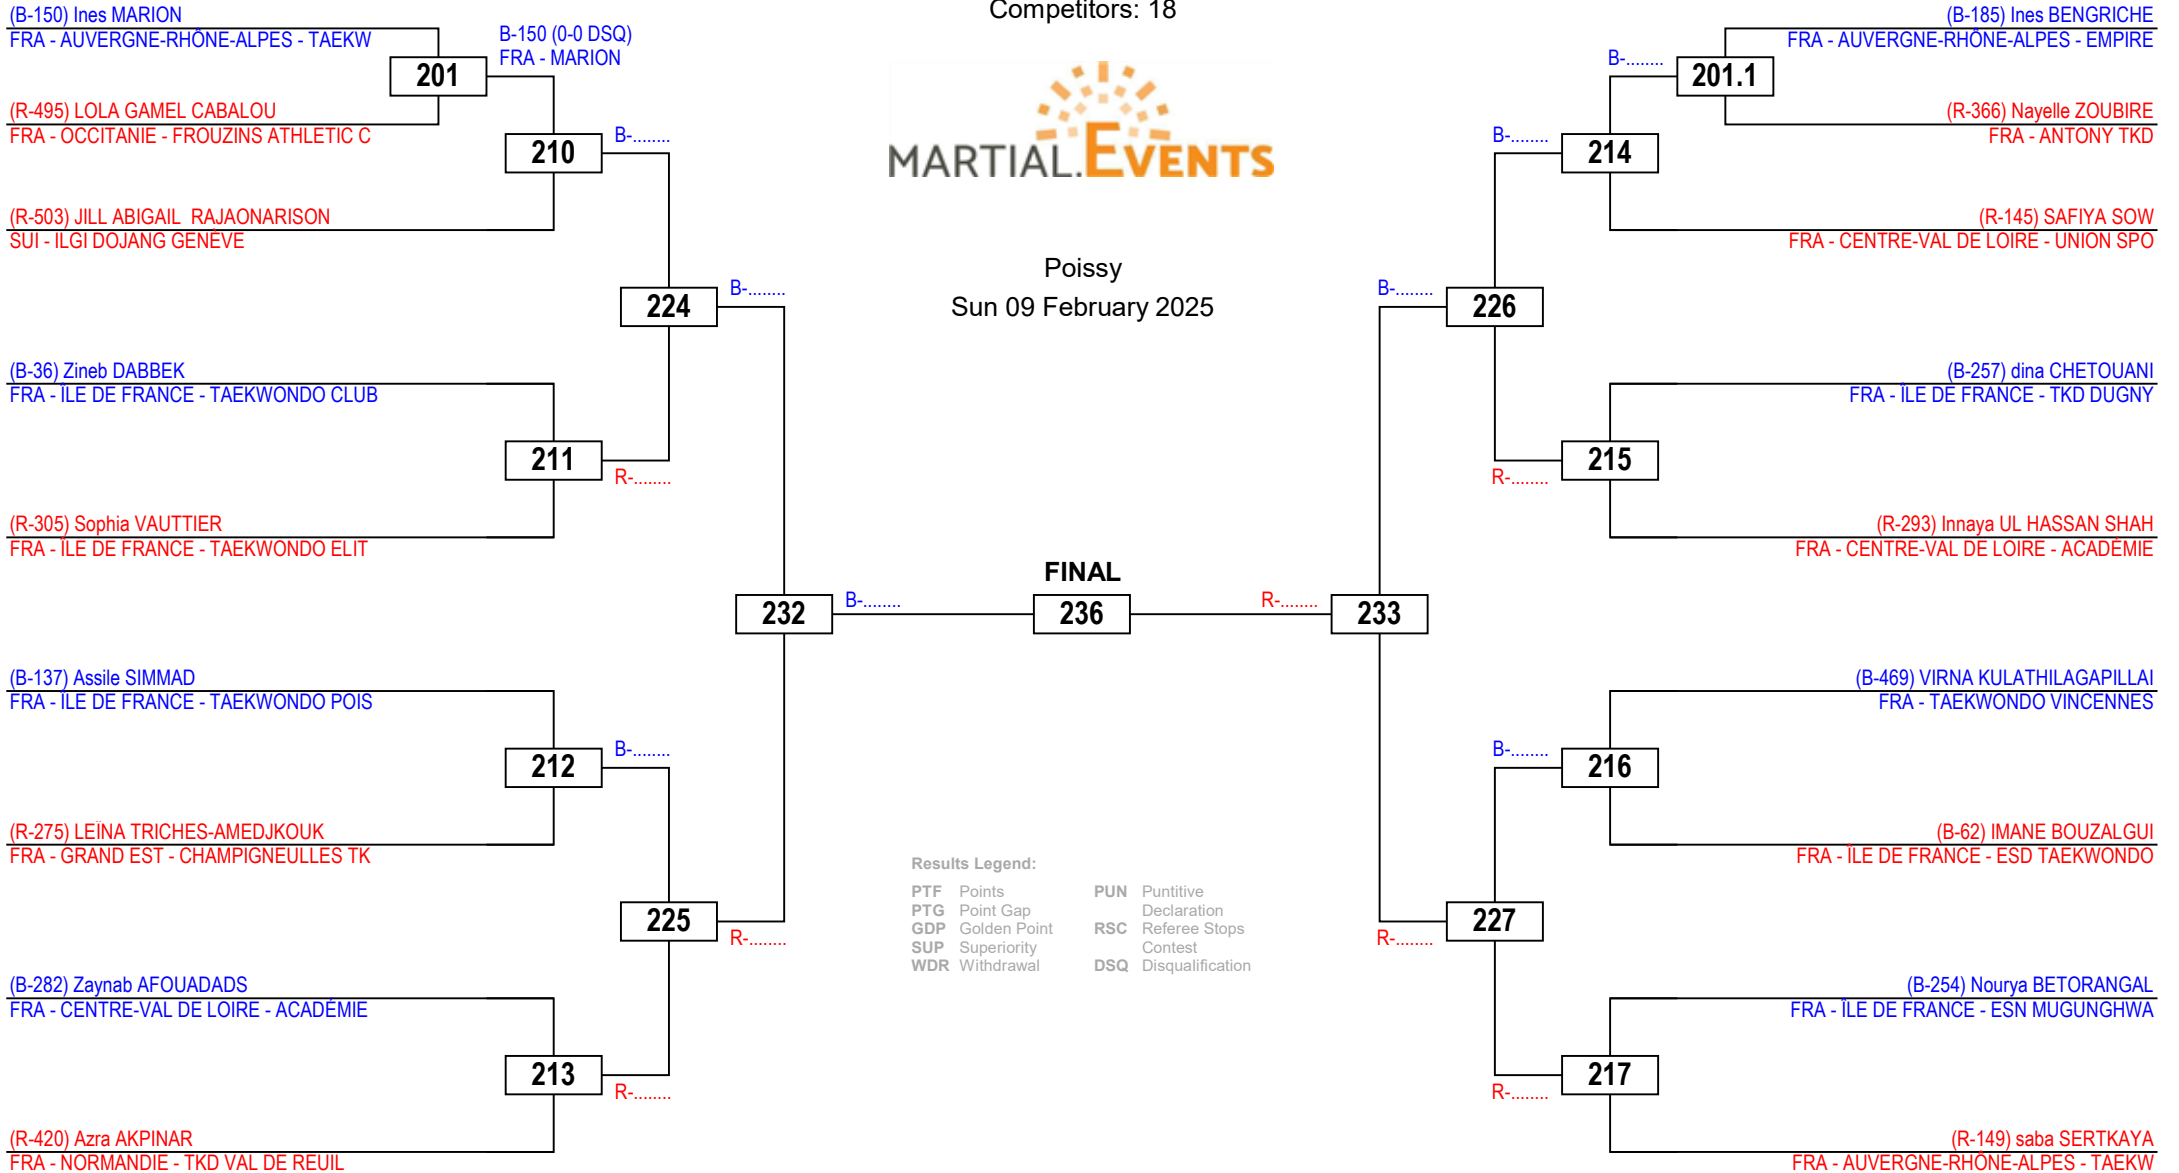 Competitors: 18
MARTIAL.EVENTS
Poissy
Sun 09 February 2025
(B-150) Ines MARION
FRA - AUVERGNE-RHÔNE-ALPES - TAEKW
201
B-150 (0-0 DSQ)
FRA - MARION
(R-495) LOLA GAMEL CABALOU
FRA - OCCITANIE - FROUZINS ATHLETIC C
210
B-........
(R-503) JILL ABIGAIL  RAJAONARISON
SUI - ILGI DOJANG GENÈVE
224
B-........
(B-36) Zineb DABBEK
FRA - ÎLE DE FRANCE - TAEKWONDO CLUB
211
R-........
(R-305) Sophia VAUTTIER
FRA - ÎLE DE FRANCE - TAEKWONDO ELIT
232
B-........
(B-137) Assile SIMMAD
FRA - ÎLE DE FRANCE - TAEKWONDO POIS
212
B-........
(R-275) LEÏNA TRICHES-AMEDJKOUK
FRA - GRAND EST - CHAMPIGNEULLES TK
225
R-........
(B-282) Zaynab AFOUADADS
FRA - CENTRE-VAL DE LOIRE - ACADÉMIE
213
R-........
(R-420) Azra AKPINAR
FRA - NORMANDIE - TKD VAL DE REUIL
FINAL
236
(B-185) Ines BENGRICHE
FRA - AUVERGNE-RHÔNE-ALPES - EMPIRE
B-........
201.1
(R-366) Nayelle ZOUBIRE
FRA - ANTONY TKD
B-........
214
(R-145) SAFIYA SOW
FRA - CENTRE-VAL DE LOIRE - UNION SPO
B-........
226
(B-257) dina CHETOUANI
FRA - ÎLE DE FRANCE - TKD DUGNY
R-........
215
(R-293) Innaya UL HASSAN SHAH
FRA - CENTRE-VAL DE LOIRE - ACADÉMIE
R-........
233
(B-469) VIRNA KULATHILAGAPILLAI
FRA - TAEKWONDO VINCENNES
B-........
216
(B-62) IMANE BOUZALGUI
FRA - ÎLE DE FRANCE - ESD TAEKWONDO
R-........
227
(B-254) Nourya BETORANGAL
FRA - ÎLE DE FRANCE - ESN MUGUNGHWA
R-........
217
(R-149) saba SERTKAYA
FRA - AUVERGNE-RHÔNE-ALPES - TAEKW
Results Legend:
PTF Points
PTG Point Gap
GDP Golden Point
SUP Superiority
WDR Withdrawal
PUN Puntitive
Declaration
RSC Referee Stops
Contest
DSQ Disqualification